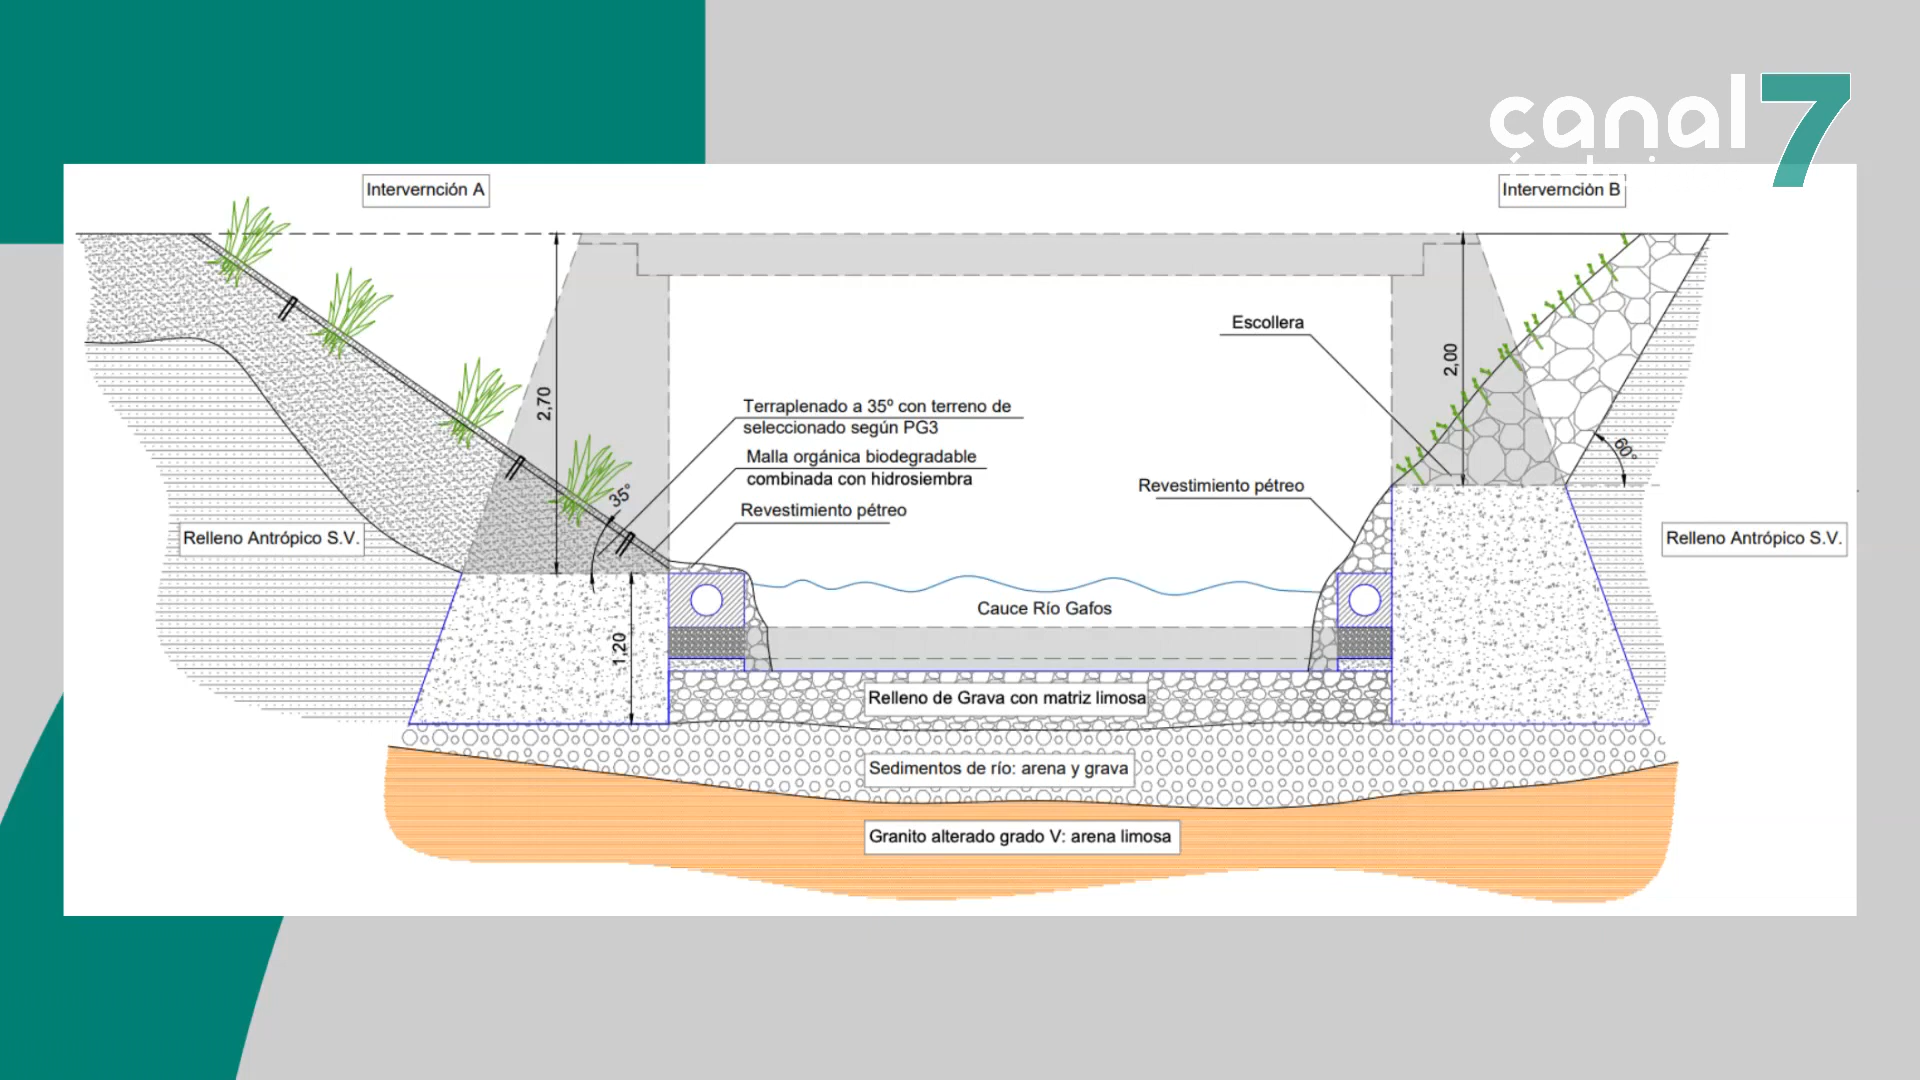 canal 7
Intervernción A
Intervernción B
Escollera
2,00
2,70
Terraplenado a 35º con terreno de
seleccionado según PG3
Malla orgánica biodegradable
combinada con hidrosiembra
Revestimiento pétreo
Revestimiento pétreo
60°
35°
Relleno Antrópico S.V.
Relleno Antrópico S.V.
Cauce Río Gafos
1,20
Relleno de Grava con matriz limosa
Sedimentos de río: arena y grava
Granito alterado grado V: arena limosa